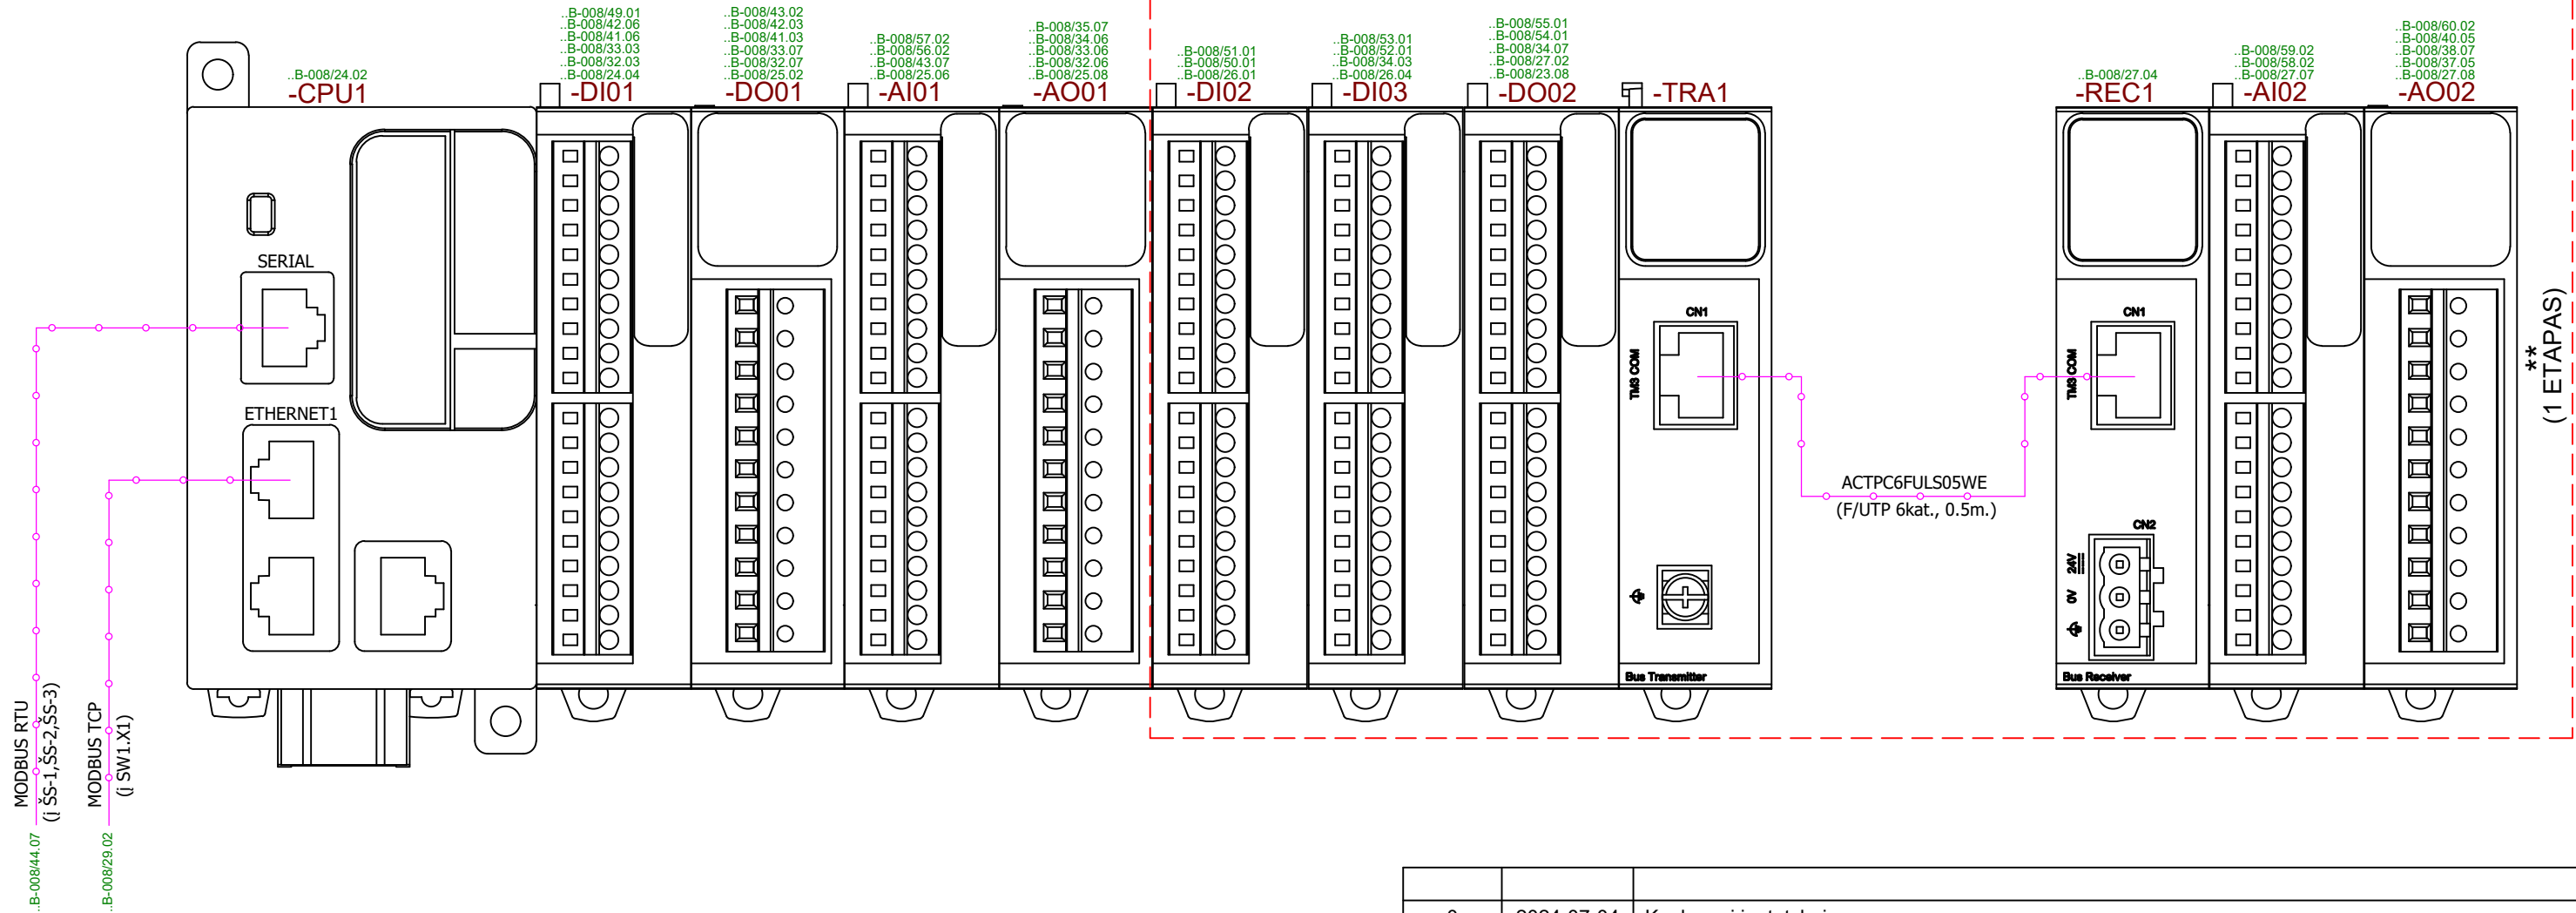 ..B-008/24.02
-CPU1
..B-008/49.01
..B-008/42.06
..B-008/41.06
..B-008/33.03
..B-008/32.03
..B-008/24.04
-DI01
..B-008/43.02
..B-008/42.03
..B-008/41.03
..B-008/33.07
..B-008/32.07
..B-008/25.02
-DO01
..B-008/57.02
..B-008/56.02
..B-008/43.07
..B-008/25.06
-AI01
..B-008/35.07
..B-008/34.06
..B-008/33.06
..B-008/32.06
..B-008/25.08
-AO01
..B-008/51.01
..B-008/50.01
..B-008/26.01
-DI02
..B-008/53.01
..B-008/52.01
..B-008/34.03
..B-008/26.04
-DI03
..B-008/55.01
..B-008/54.01
..B-008/34.07
..B-008/27.02
..B-008/23.08
-DO02
-TRA1
..B-008/27.04
-REC1
..B-008/59.02
..B-008/58.02
..B-008/27.07
-AI02
..B-008/60.02
..B-008/40.05
..B-008/38.07
..B-008/37.05
..B-008/27.08
-AO02
SERIAL
ETHERNET1
CN1
TM3 COM
Bus Transmitter
ACTPC6FULS05WE
(F/UTP 6kat., 0.5m.)
CN1
TM3 COM
CN2
24V
0V
Bus Receiver
**
(1 ETAPAS)
MODBUS RTU
(į ŠS-1,ŠS-2,ŠS-3)
..B-008/44.07
MODBUS TCP
(į SW1.X1)
..B-008/29.02